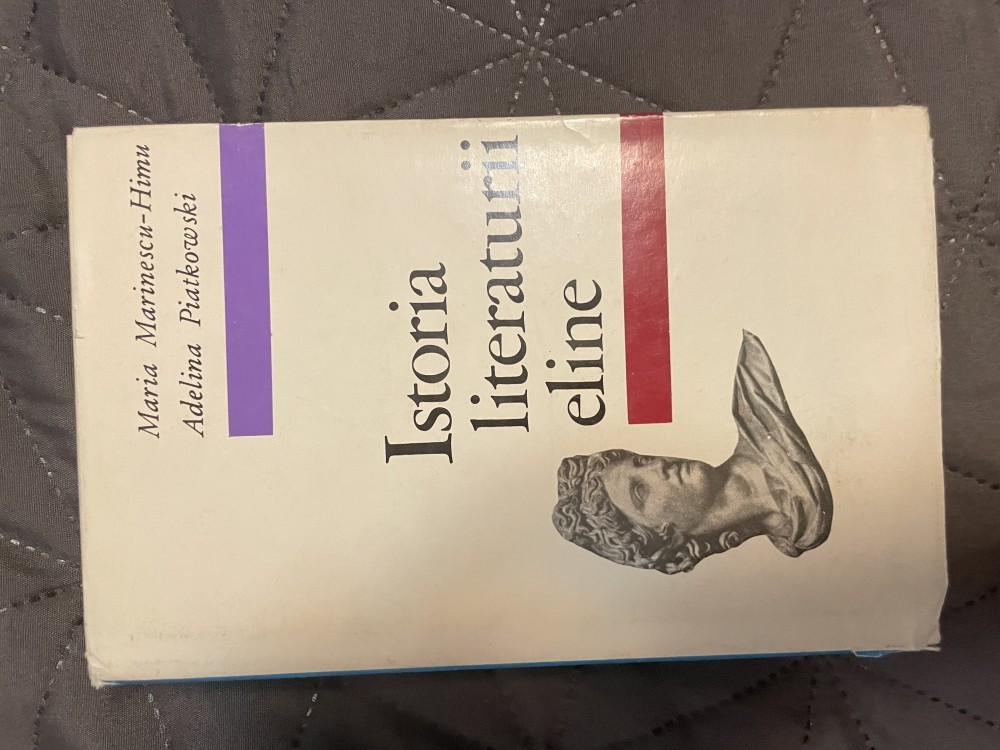 Maria Marinescu-Himu
Adelina Piatkowski
Istoria
literaturii
eline